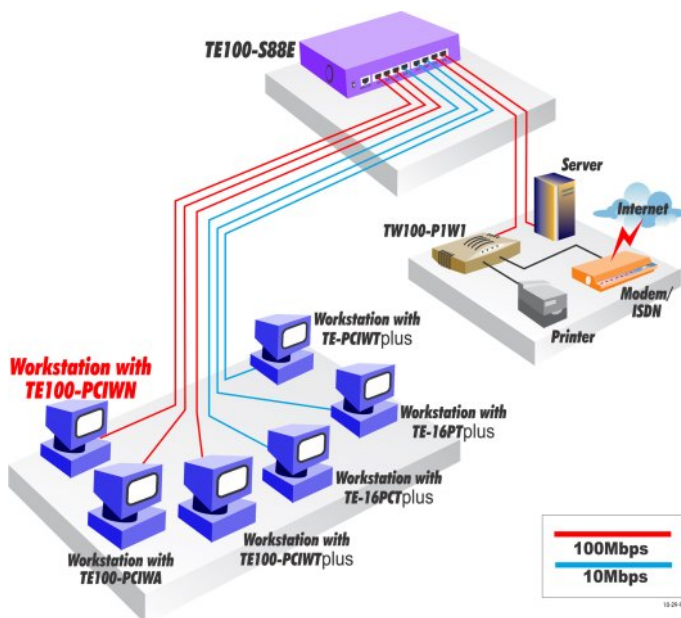 TE100-S88E
Server
Internet
TW100-P1W1
Modem/
ISDN
Printer
Workstation with
TE-PCIWTplus
Workstation with
TE100-PCIWN
Workstation with
TE-16PTplus
Workstation with
TE-16PCTplus
Workstation with
TE100-PCIWTplus
Workstation with
TE100-PCIWA
100Mbps
10Mbps